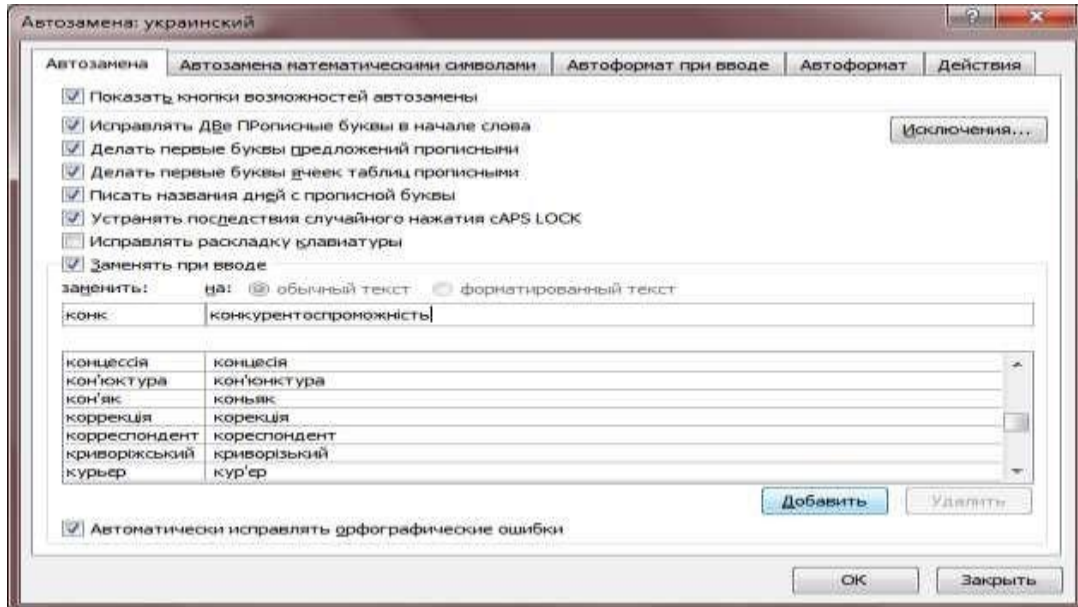 Автозамена: украинский
Автозамена Автозамена математическими символами Автоформат при вводе Автоформат Действия
Показать кнопки возможностей автозамены
Исправлять ДВе ПРописные буквы в начале слова
Исключения...
Делать первые буквы предложений прописными
Делать первые буквы ячеек таблиц прописными
Писать названия дней с прописной буквы
Устранять последствия случайного нажатия cAPS LOCK
Исправлять раскладку клавиатуры
Заменять при вводе
заменить: на: обычный текст форматированный текст
конк конкурентоспроможність
концессія концесія
кон'юктура кон'юнктура
кон'як коньяк
коррекція корекція
корреспондент кореспондент
криворіжський криворізький
курьер кур'єр
Добавить Удалить
Автоматически исправлять орфографические ошибки
ОК Закрыть